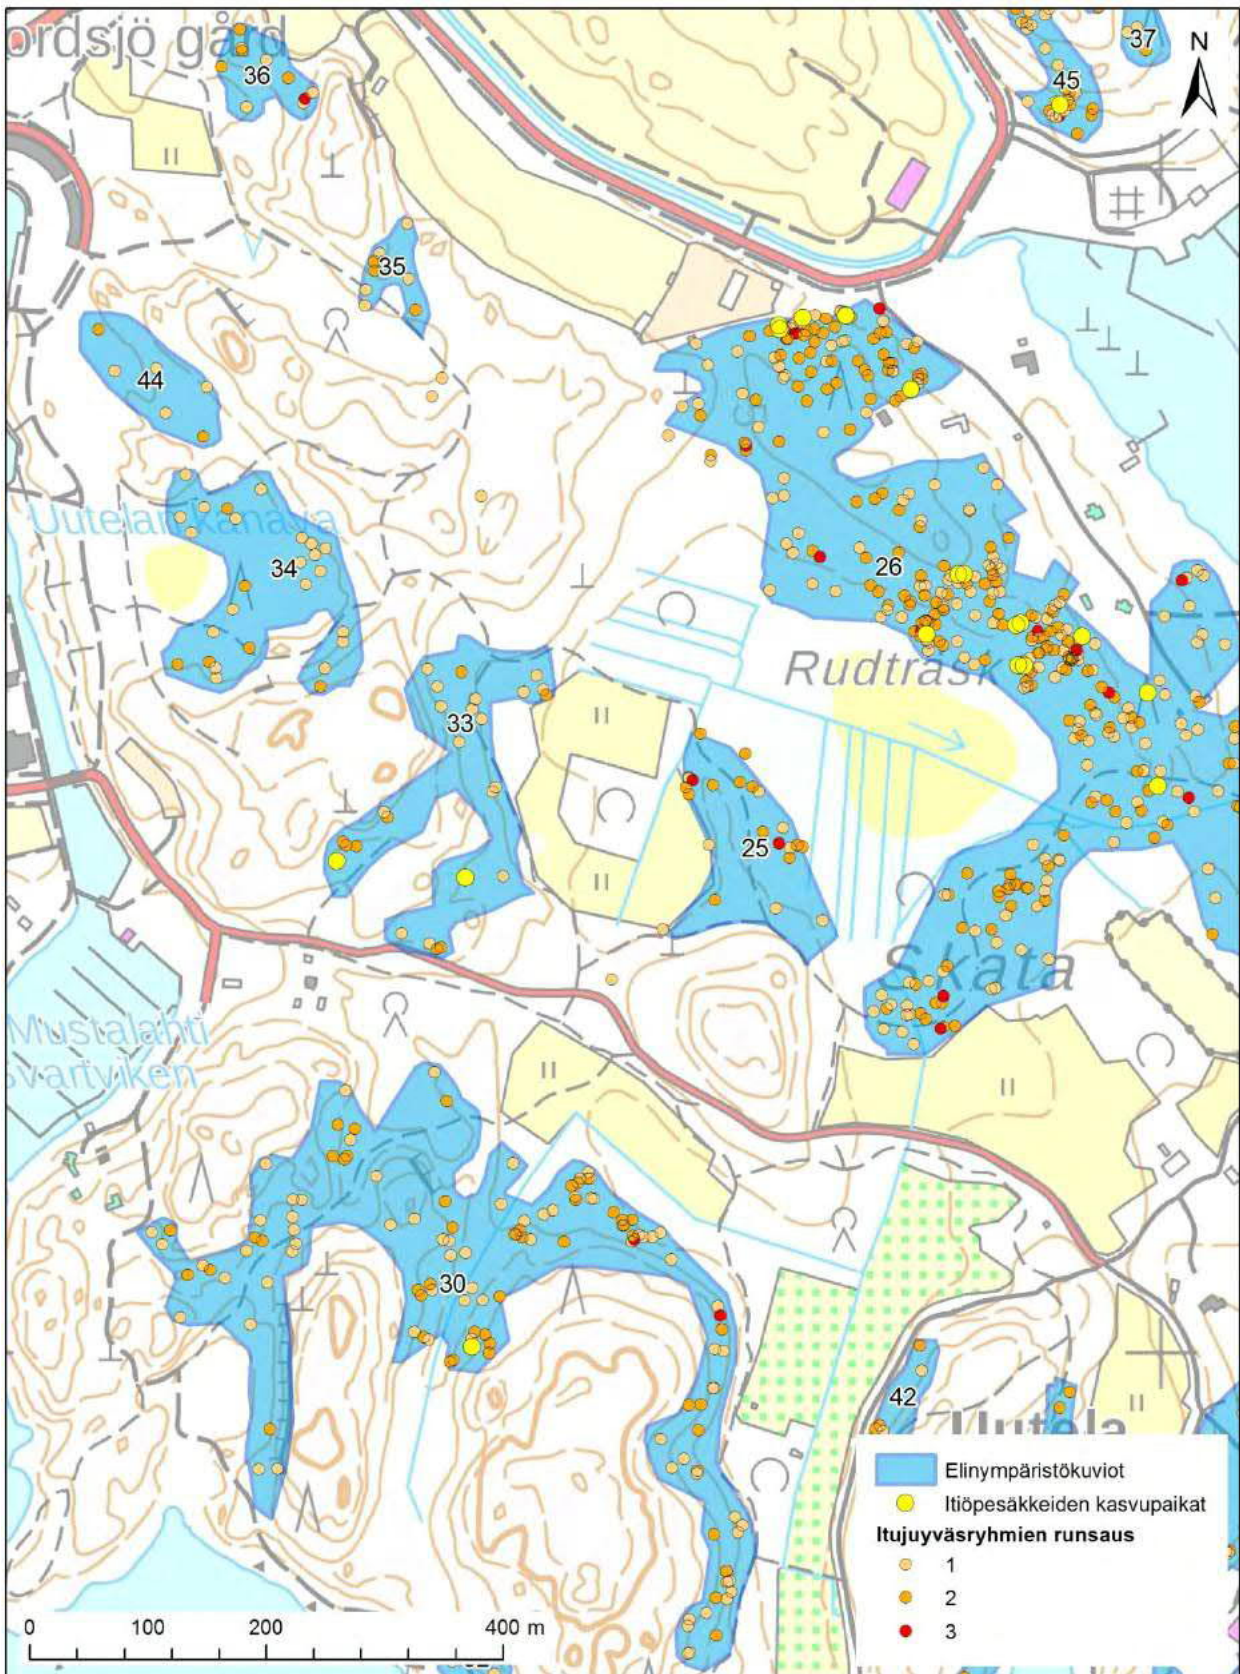 ordsjö gård
37
N
36
45
35
44
Uutelan kanava
34
26
Rudträsk
33
25
Skata
Mustalahti
Svartviken
30
42
Uutela
Elinympäristökuviot
Itiöpesäkkeiden kasvupaikat
Itujuyväsryhmien runsaus
1
2
3
0 100 200 400 m